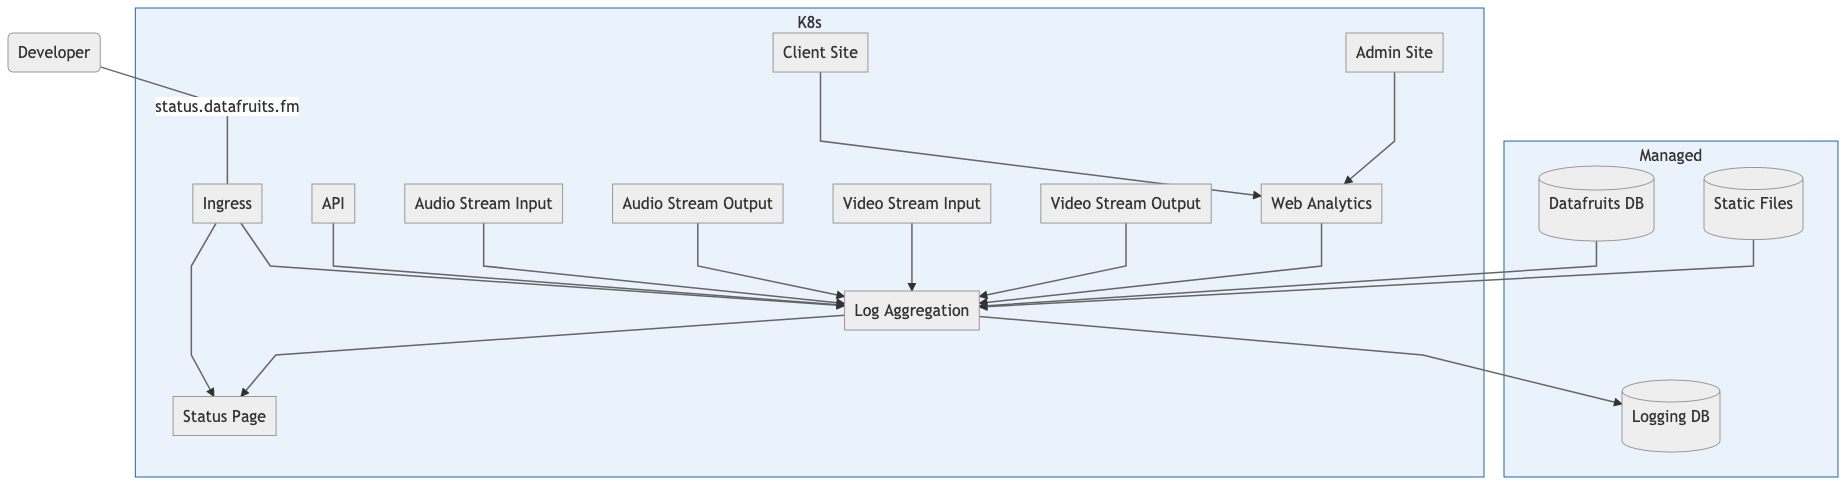 K8s
Developer
Client Site
Admin Site
status.datafruits.fm
Managed
Ingress
API
Audio Stream Input
Audio Stream Output
Video Stream Input
Video Stream Output
Web Analytics
Datafruits DB
Static Files
Log Aggregation
Status Page
Logging DB